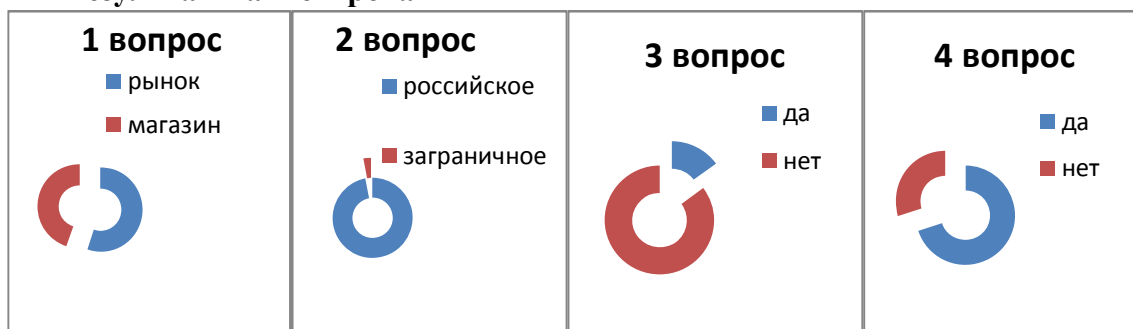 1 вопрос
рынок
магазин
2 вопрос
российское
заграничное
3 вопрос
да
нет
4 вопрос
да
нет